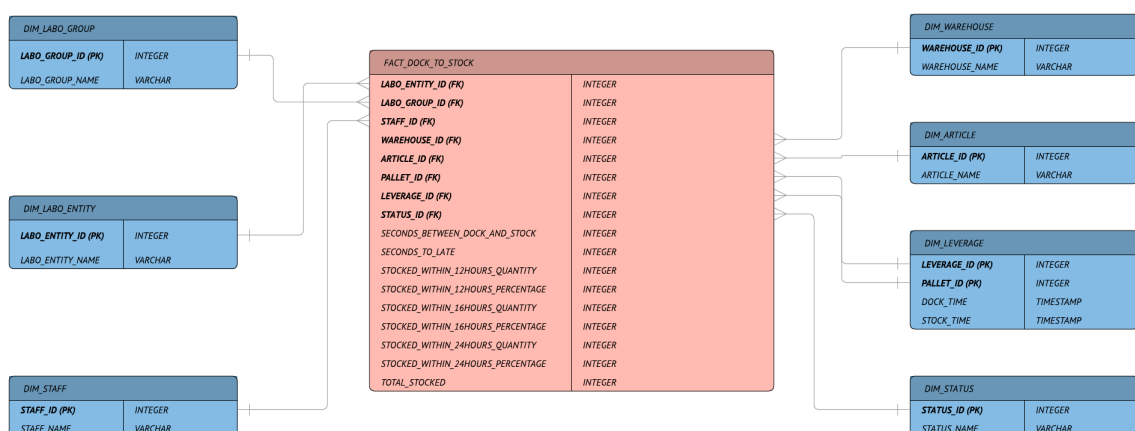 DIM_LABO_GROUP
LABO_GROUP_ID (PK) INTEGER
LABO_GROUP_NAME VARCHAR
DIM_LABO_ENTITY
LABO_ENTITY_ID (PK) INTEGER
LABO_ENTITY_NAME VARCHAR
DIM_STAFF
STAFF_ID (PK) INTEGER
STAFF_NAME VARCHAR
FACT_DOCK_TO_STOCK
LABO_ENTITY_ID (FK) INTEGER
LABO_GROUP_ID (FK) INTEGER
STAFF_ID (FK) INTEGER
WAREHOUSE_ID (FK) INTEGER
ARTICLE_ID (FK) INTEGER
PALLET_ID (FK) INTEGER
LEVERAGE_ID (FK) INTEGER
STATUS_ID (FK) INTEGER
SECONDS_BETWEEN_DOCK_AND_STOCK INTEGER
SECONDS_TO_LATE INTEGER
STOCKED_WITHIN_12HOURS_QUANTITY INTEGER
STOCKED_WITHIN_12HOURS_PERCENTAGE INTEGER
STOCKED_WITHIN_16HOURS_QUANTITY INTEGER
STOCKED_WITHIN_16HOURS_PERCENTAGE INTEGER
STOCKED_WITHIN_24HOURS_QUANTITY INTEGER
STOCKED_WITHIN_24HOURS_PERCENTAGE INTEGER
TOTAL_STOCKED INTEGER
DIM_WAREHOUSE
WAREHOUSE_ID (PK) INTEGER
WAREHOUSE_NAME VARCHAR
DIM_ARTICLE
ARTICLE_ID (PK) INTEGER
ARTICLE_NAME VARCHAR
DIM_LEVERAGE
LEVERAGE_ID (PK) INTEGER
PALLET_ID (PK) INTEGER
DOCK_TIME TIMESTAMP
STOCK_TIME TIMESTAMP
DIM_STATUS
STATUS_ID (PK) INTEGER
STATUS_NAME VARCHAR